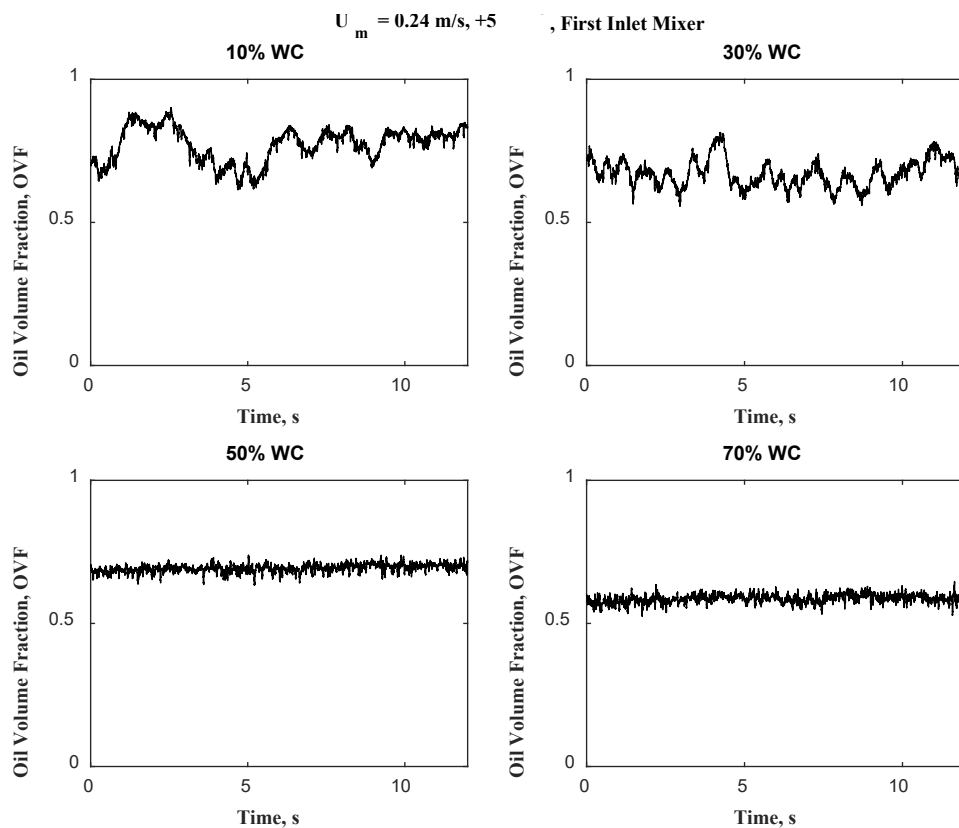 U m = 0.24 m/s, +5 , First Inlet Mixer
10% WC
30% WC
1
0.5
0
Oil Volume Fraction, OVF
0 5 10
Time, s
1
0.5
0
Oil Volume Fraction, OVF
0 5 10
Time, s
50% WC
70% WC
1
0.5
0
Oil Volume Fraction, OVF
0 5 10
Time, s
1
0.5
0
Oil Volume Fraction, OVF
0 5 10
Time, s